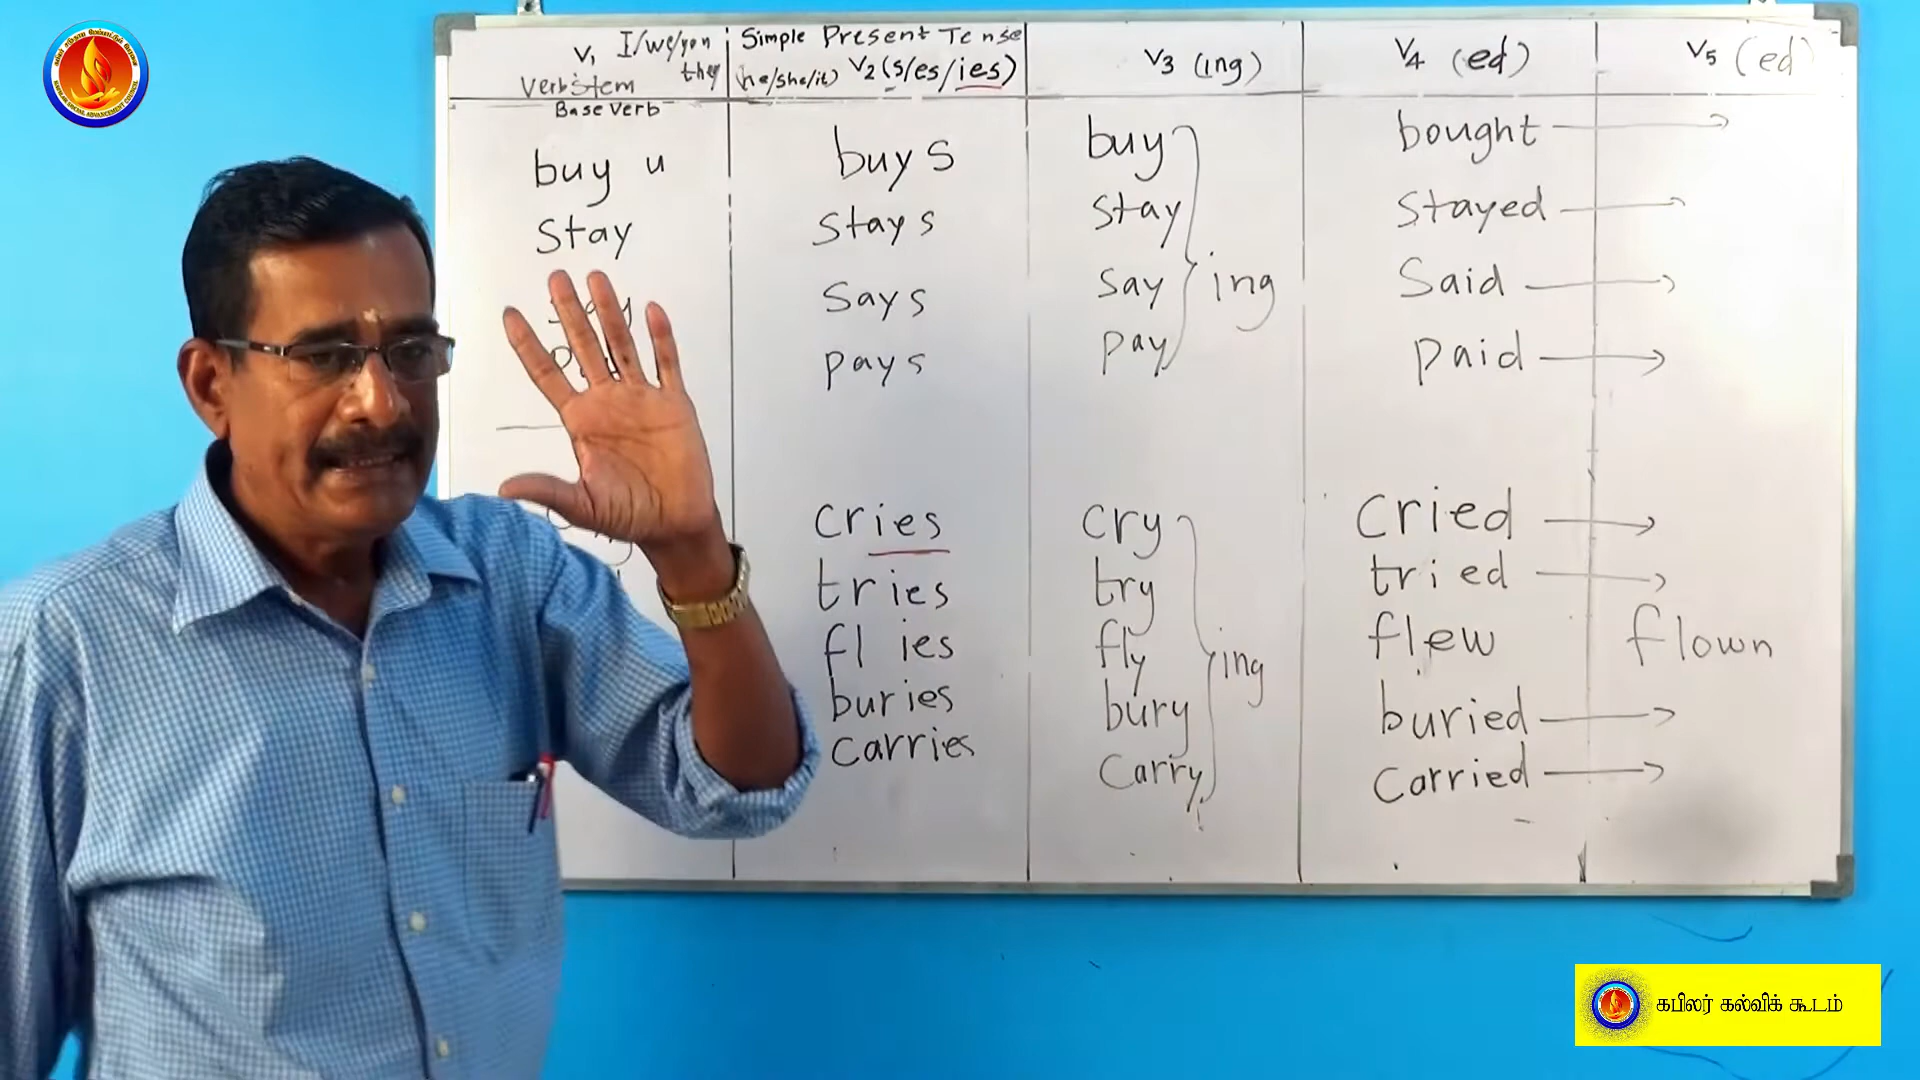 V1 I/we/you they
Verb stem
Base Verb
Simple Present Tense
(he/she/it) V2 (s/es/ies)
V3 (ing)
V4 (ed)
V5 (ed)
buy u buys buy bought
stay stays stay stayed
says say ing said
pays pay paid
cries cry cried
tries try tried
flies fly ing flew flown
buries bury buried
carries carry carried
கபிலர் கல்விக் கூடம்